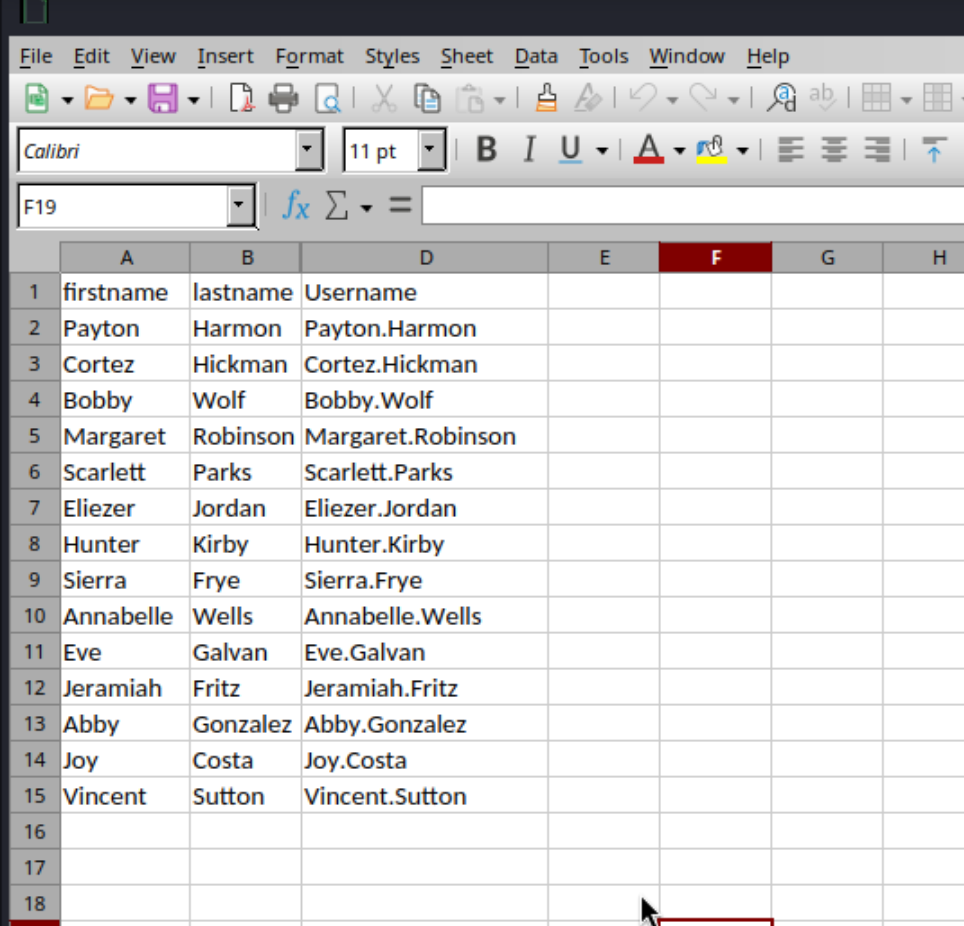 File Edit View Insert Format Styles Sheet Data Tools Window Help
Calibri 11 pt B I U A
F19 fx Σ =
A B D E F G H
1 firstname lastname Username
2 Payton Harmon Payton.Harmon
3 Cortez Hickman Cortez.Hickman
4 Bobby Wolf Bobby.Wolf
5 Margaret Robinson Margaret.Robinson
6 Scarlett Parks Scarlett.Parks
7 Eliezer Jordan Eliezer.Jordan
8 Hunter Kirby Hunter.Kirby
9 Sierra Frye Sierra.Frye
10 Annabelle Wells Annabelle.Wells
11 Eve Galvan Eve.Galvan
12 Jeramiah Fritz Jeramiah.Fritz
13 Abby Gonzalez Abby.Gonzalez
14 Joy Costa Joy.Costa
15 Vincent Sutton Vincent.Sutton
16
17
18